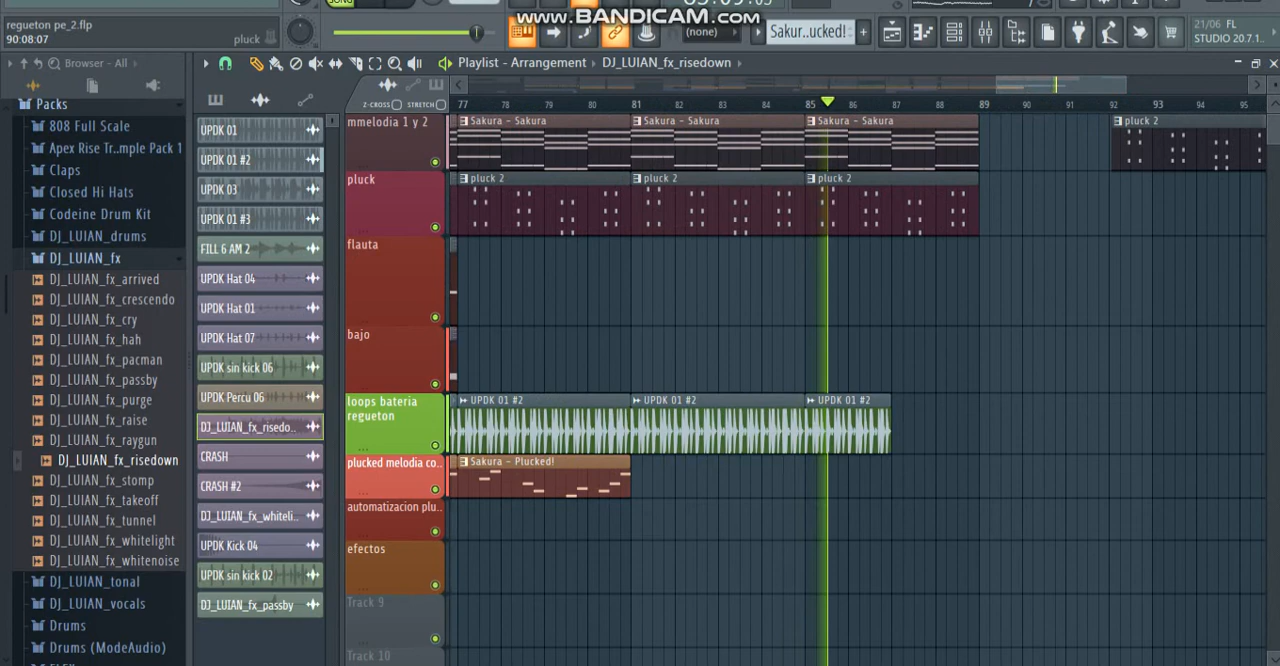 www.BANDICAM.com
SONG
regueton pe_2.flp
90:08:07
pluck
(none)
Sakur..ucked!
21/06 FL
STUDIO 20.7.1..
Browser - All
Playlist - Arrangement
DJ_LUIAN_fx_risedown
Z-CROSS
STRETCH
77 78 79 80 81 82 83 84 85 86 87 88 89 90 91 92 93 94 95
Packs
808 Full Scale
Apex Rise Tr..mple Pack 1
Claps
Closed Hi Hats
Codeine Drum Kit
DJ_LUIAN_drums
DJ_LUIAN_fx
DJ_LUIAN_fx_arrived
DJ_LUIAN_fx_crescendo
DJ_LUIAN_fx_cry
DJ_LUIAN_fx_hah
DJ_LUIAN_fx_pacman
DJ_LUIAN_fx_passby
DJ_LUIAN_fx_purge
DJ_LUIAN_fx_raise
DJ_LUIAN_fx_raygun
DJ_LUIAN_fx_risedown
DJ_LUIAN_fx_stomp
DJ_LUIAN_fx_takeoff
DJ_LUIAN_fx_tunnel
DJ_LUIAN_fx_whitelight
DJ_LUIAN_fx_whitenoise
DJ_LUIAN_tonal
DJ_LUIAN_vocals
Drums
Drums (ModeAudio)
UPDK 01
UPDK 01 #2
UPDK 03
UPDK 01 #3
FILL 6 AM 2
UPDK Hat 04
UPDK Hat 01
UPDK Hat 07
UPDK sin kick 06
UPDK Percu 06
DJ_LUIAN_fx_risedo..
CRASH
CRASH #2
DJ_LUIAN_fx_whiteli..
UPDK Kick 04
UPDK sin kick 02
DJ_LUIAN_fx_passby
mmelodia 1 y 2
Sakura - Sakura
Sakura - Sakura
Sakura - Sakura
pluck 2
pluck
pluck 2
pluck 2
pluck 2
flauta
bajo
loops bateria
regueton
UPDK 01 #2
UPDK 01 #2
UPDK 01 #2
plucked melodia co..
Sakura - Plucked!
automatizacion plu..
efectos
Track 9
Track 10